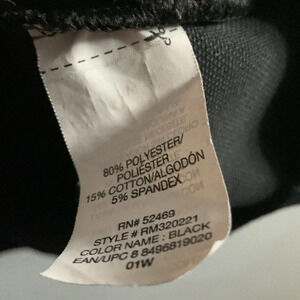 80% POLYESTER/
POLIÉSTER
15% COTTON/ALGODÓN
5% SPANDEX
RN# 52469
STYLE # RM320221
COLOR NAME : BLACK
EAN/UPC 8 8496819020
01W